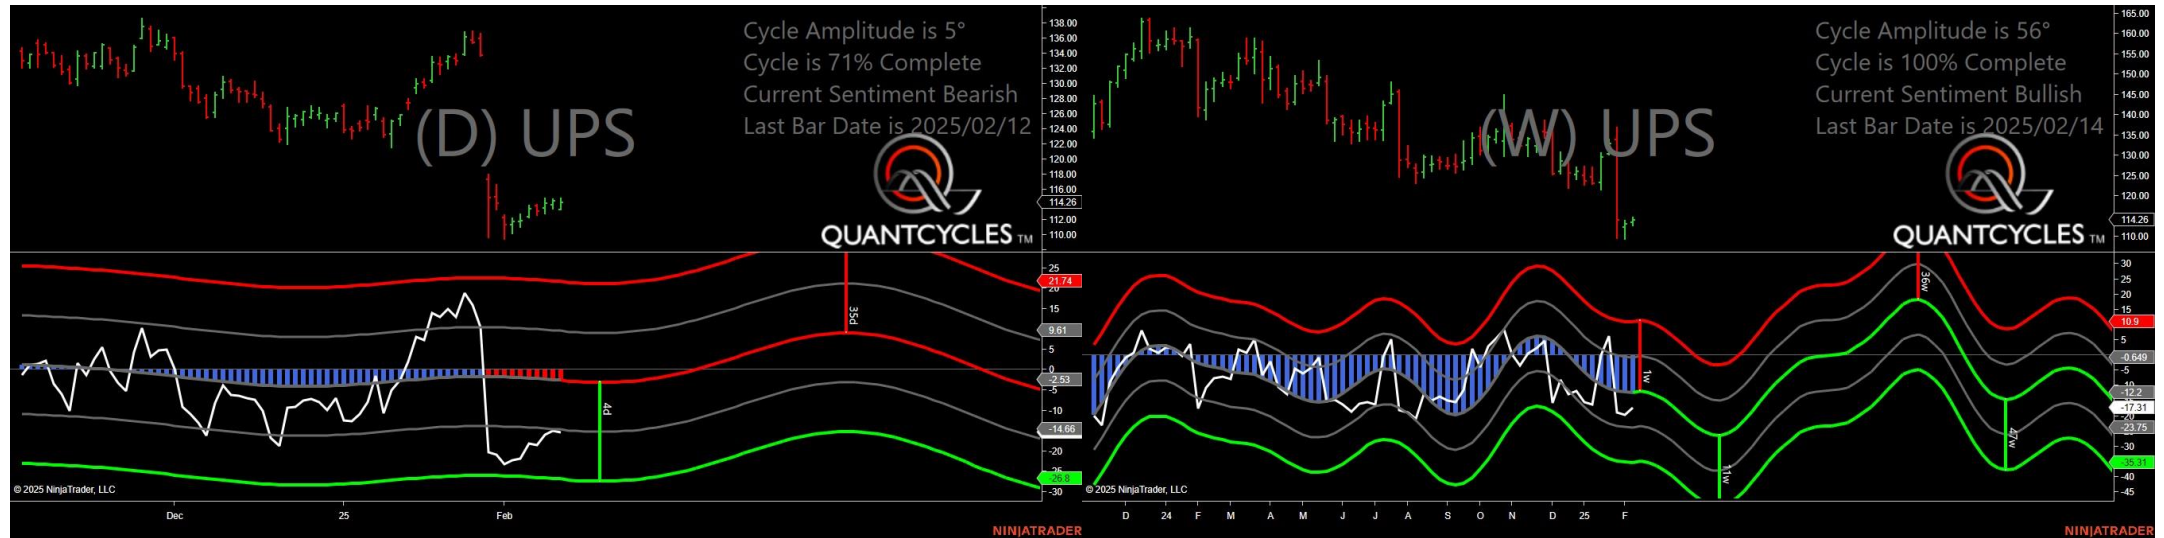 Cycle Amplitude is 5°
Cycle is 71% Complete
Current Sentiment Bearish
Last Bar Date is 2025/02/12
(D) UPS
QUANTCYCLES TM
138.00
136.00
134.00
132.00
130.00
128.00
126.00
124.00
122.00
120.00
118.00
116.00
114.26
112.00
110.00
25
21.74
20
15
9.61
5
0
-2.53
-5
-10
-14.66
-20
-25
-26.8
-30
35d
4d
© 2025 NinjaTrader, LLC
Dec 25 Feb
NINJATRADER
Cycle Amplitude is 56°
Cycle is 100% Complete
Current Sentiment Bullish
Last Bar Date is 2025/02/14
(W) UPS
QUANTCYCLES TM
165.00
160.00
155.00
150.00
145.00
140.00
135.00
130.00
125.00
120.00
114.26
110.00
30
25
20
15
10.9
5
-0.649
-5
-10
-12.2
-17.31
-20
-23.75
-30
-35.31
-40
-45
36w
1w
11w
47w
© 2025 NinjaTrader, LLC
D 24 F M A M J J A S O N D 25 F
NINJATRADER